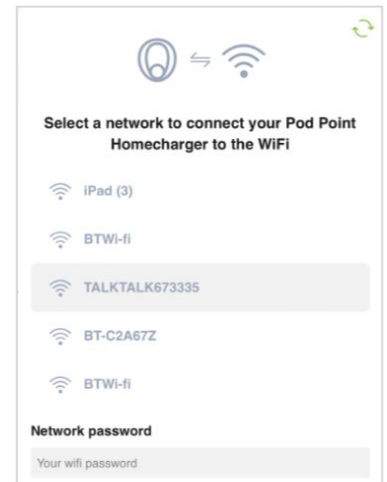 Select a network to connect your Pod Point
Homecharger to the WiFi
iPad (3)
BTWi-fi
TALKTALK673335
BT-C2A67Z
BTWi-fi
Network password
Your wifi password